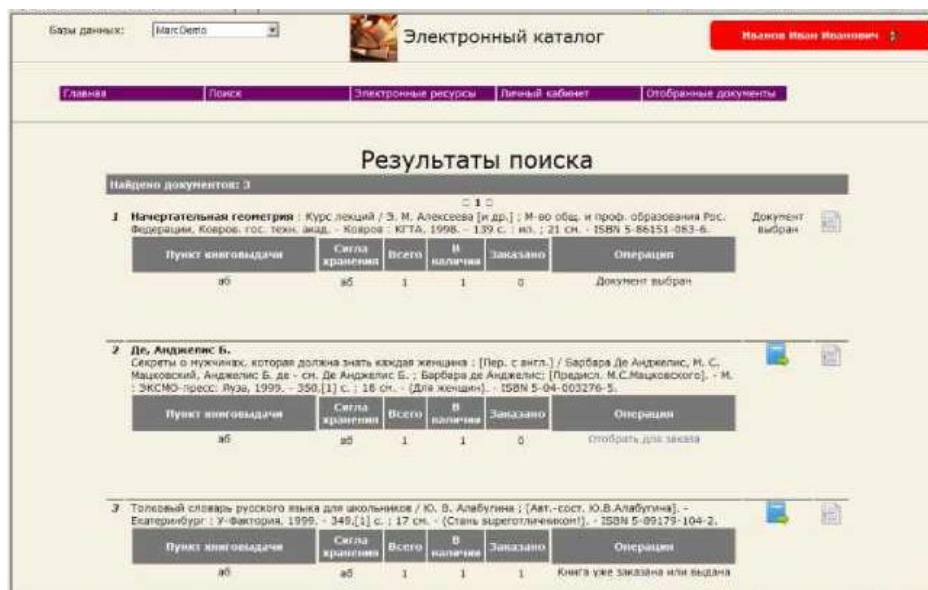 Базы данных: MarcDemo Электронный каталог Иванов Иван Иванович
Главная Поиск Электронные ресурсы Личный кабинет Отобранные документы
Результаты поиска
Найдено документов: 3
1
1 Начертательная геометрия : Курс лекций / Э. М. Алексеева [и др.] ; М-во общ. и проф. образования Рос. Документ
Федерации, Ковров. гос. техн. акад. - Ковров : КГТА, 1998. - 139 с. : ил. ; 21 см. - ISBN 5-86151-063-6. выбран
Пункт книговыдачи Сигла хранения Всего В наличии Заказано Операция
аб аб 1 1 0 Документ выбран
2 Де, Анджелис Б.
Секреты о мужчинах, которая должна знать каждая женщина : [Пер. с англ.] / Барбара Де Анджелис, М. С.
Мацковский, Анджелис Б. де - см. Де Анджелис Б. ; Барбара де Анджелис; [Предисл. М.С.Мацковского]. - М.
: ЭКСМО-пресс: Яуза, 1999. - 350,[1] с. ; 16 см. - (Для женщин). - ISBN 5-04-003276-5.
Пункт книговыдачи Сигла хранения Всего В наличии Заказано Операция
аб аб 1 1 0 Отобрать для заказа
3 Толковый словарь русского языка для школьников / Ю. В. Алабугина ; [Авт.-сост. Ю.В.Алабугина]. -
Екатеринбург : У-Фактория, 1999. - 349,[1] с. ; 17 см. - (Стань superотличником!). - ISBN 5-89179-104-2.
Пункт книговыдачи Сигла хранения Всего В наличии Заказано Операция
аб аб 1 1 1 Книга уже заказана или выдана